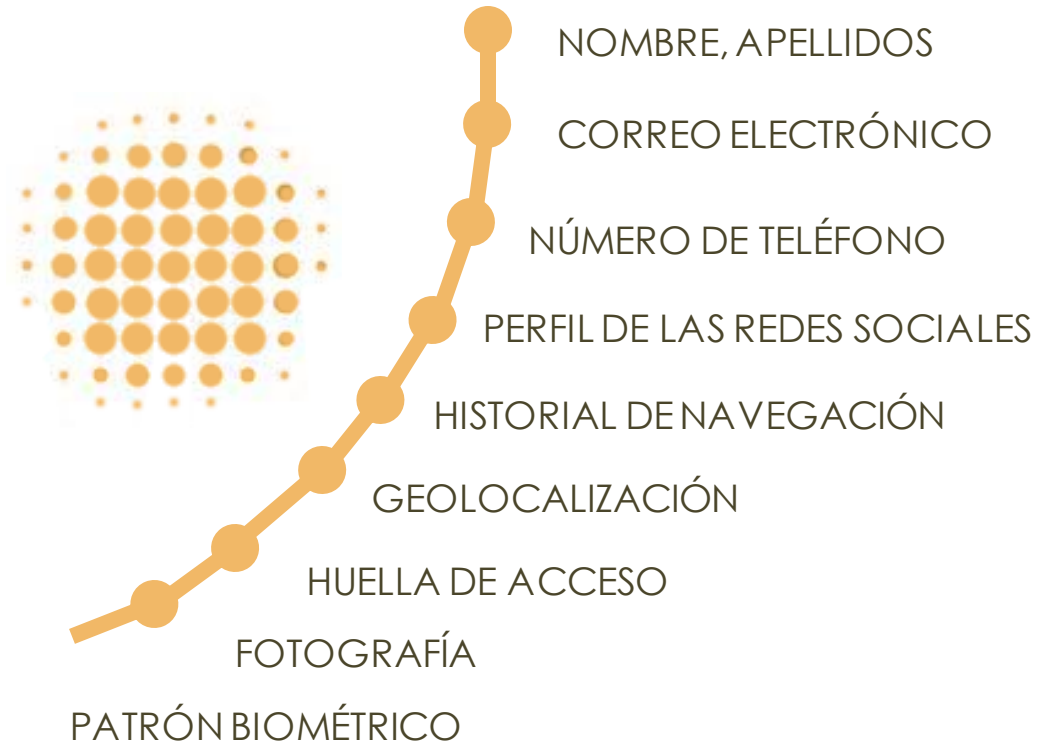 NOMBRE, APELLIDOS
CORREO ELECTRÓNICO
NÚMERO DE TELÉFONO
PERFIL DE LAS REDES SOCIALES
HISTORIAL DE NAVEGACIÓN
GEOLOCALIZACIÓN
HUELLA DE ACCESO
FOTOGRAFÍA
PATRÓN BIOMÉTRICO